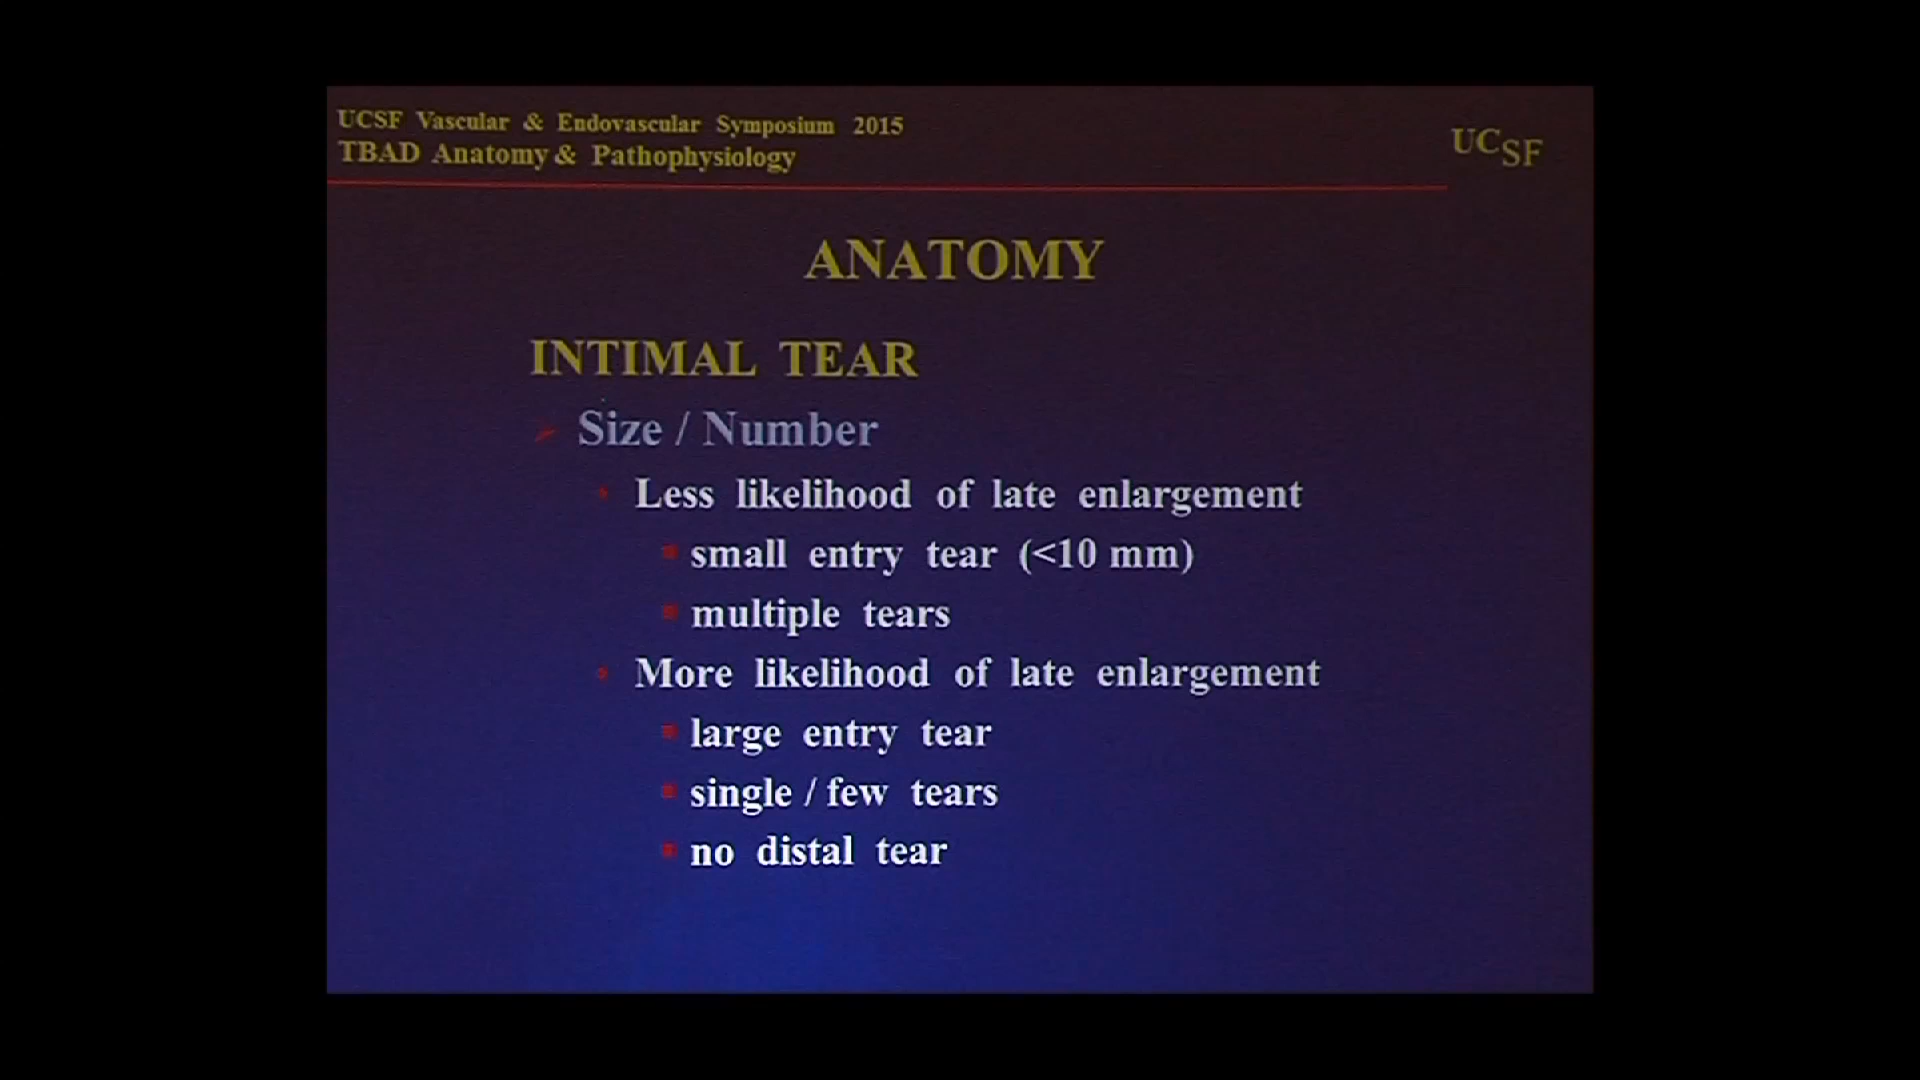 UCSF Vascular & Endovascular Symposium 2015
TBAD Anatomy & Pathophysiology
UCSF
ANATOMY
INTIMAL TEAR
Size / Number
Less likelihood of late enlargement
small entry tear (<10 mm)
multiple tears
More likelihood of late enlargement
large entry tear
single / few tears
no distal tear